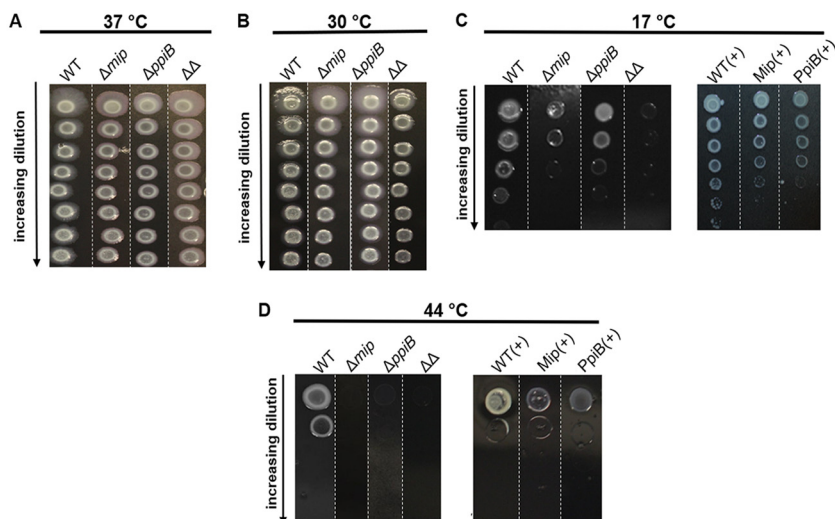 A
37 °C
WT
Δmip
ΔppiB
ΔΔ
increasing dilution
B
30 °C
WT
Δmip
ΔppiB
ΔΔ
increasing dilution
C
17 °C
WT
Δmip
ΔppiB
ΔΔ
increasing dilution
WT(+)
Mip(+)
PpiB(+)
D
44 °C
WT
Δmip
ΔppiB
ΔΔ
increasing dilution
WT(+)
Mip(+)
PpiB(+)